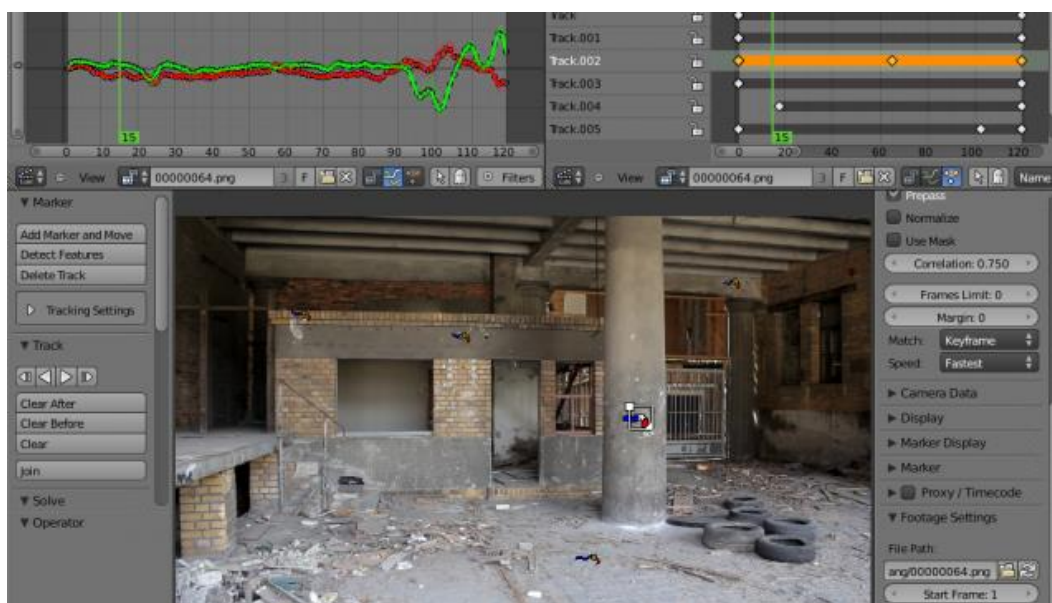 0
15
0 10 20 30 40 50 60 70 80 90 100 110 120
View 00000064.png 3 F Filters
Track
Track.001
Track.002
Track.003
Track.004
Track.005
15
0 20 40 60 80 100 120
View 00000064.png 3 F Name
Marker
Add Marker and Move
Detect Features
Delete Track
Tracking Settings
Track
Clear After
Clear Before
Clear
Join
Solve
Operator
Prepass
Normalize
Use Mask
Correlation: 0.750
Frames Limit: 0
Margin: 0
Match: Keyframe
Speed: Fastest
Camera Data
Display
Marker Display
Marker
Proxy / Timecode
Footage Settings
File Path:
ang/00000064.png
Start Frame: 1